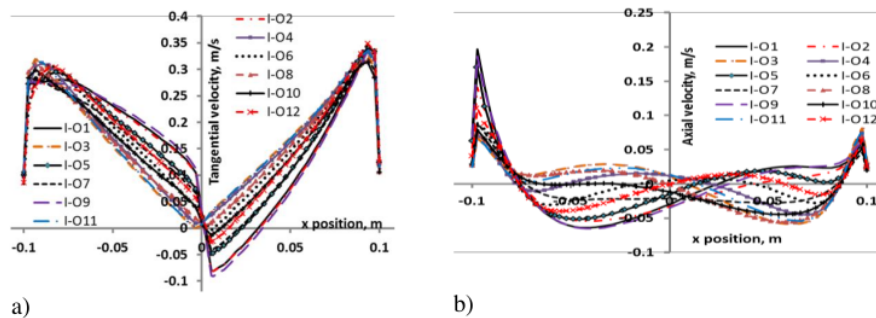 0.4
0.35
0.3
0.25
0.2
0.15
0.1
0.05
0
-0.05
-0.1
Tangential velocity, m/s
I-O2
I-O4
I-O6
I-O8
I-O10
I-O12
I-O1
I-O3
I-O5
I-O7
I-O9
I-O11
x position, m
-0.1
-0.05
0
0.05
0.1
a)
0.25
0.2
0.15
0.1
0.05
0
-0.05
-0.1
Axial velocity, m/s
I-O1 I-O2
I-O3 I-O4
I-O5 I-O6
I-O7 I-O8
I-O9 I-O10
I-O11 I-O12
-0.1
-0.05
0.05
0.1
x position, m
b)